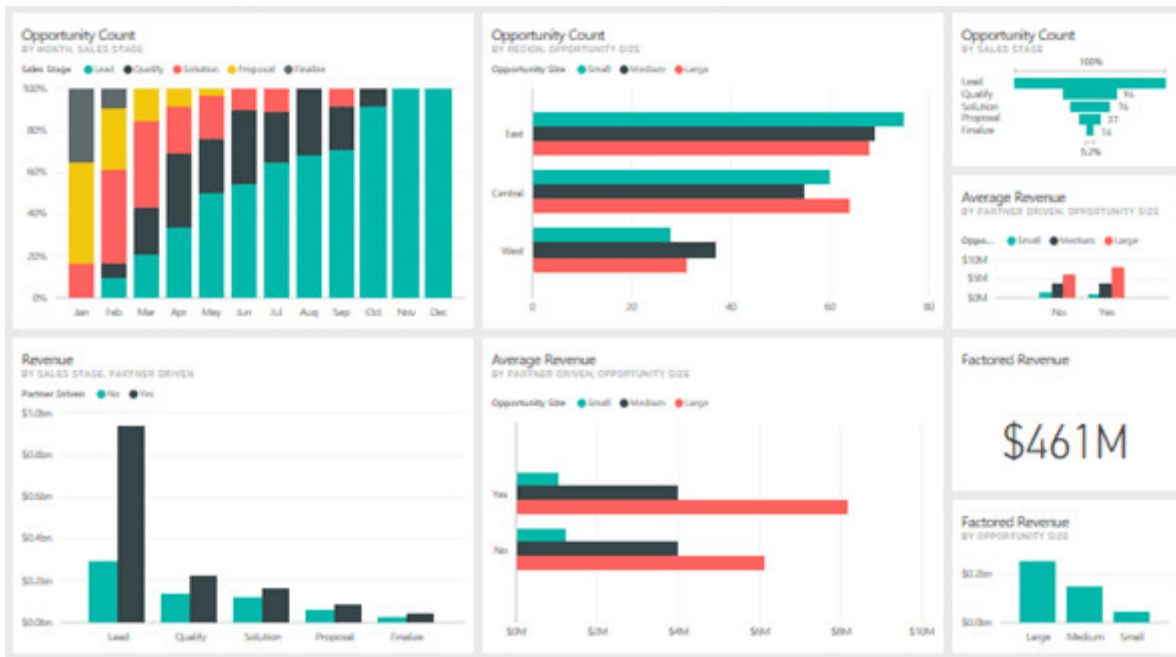 Opportunity Count
BY MONTH, SALES STAGE
Sales Stage Lead Qualify Solution Proposal Finalize
100%
80%
60%
40%
20%
0%
Jan Feb Mar Apr May Jun Jul Aug Sep Oct Nov Dec
Opportunity Count
BY REGION, OPPORTUNITY SIZE
Opportunity Size Small Medium Large
East
Central
West
0 20 40 60 80
Opportunity Count
BY SALES STAGE
100%
Lead
Qualify 94
Solution 74
Proposal 37
Finalize 14
5.2%
Average Revenue
BY PARTNER DRIVEN, OPPORTUNITY SIZE
Oppo... Small Medium Large
$10M
$5M
$0M
No Yes
Revenue
BY SALES STAGE, PARTNER DRIVEN
Partner Driven No Yes
$1.0bn
$0.8bn
$0.6bn
$0.4bn
$0.2bn
$0.0bn
Lead Qualify Solution Proposal Finalize
Average Revenue
BY PARTNER DRIVEN, OPPORTUNITY SIZE
Opportunity Size Small Medium Large
Yes
No
$0M $2M $4M $6M $8M $10M
Factored Revenue
$461M
Factored Revenue
BY OPPORTUNITY SIZE
$0.2bn
$0.0bn
Large Medium Small